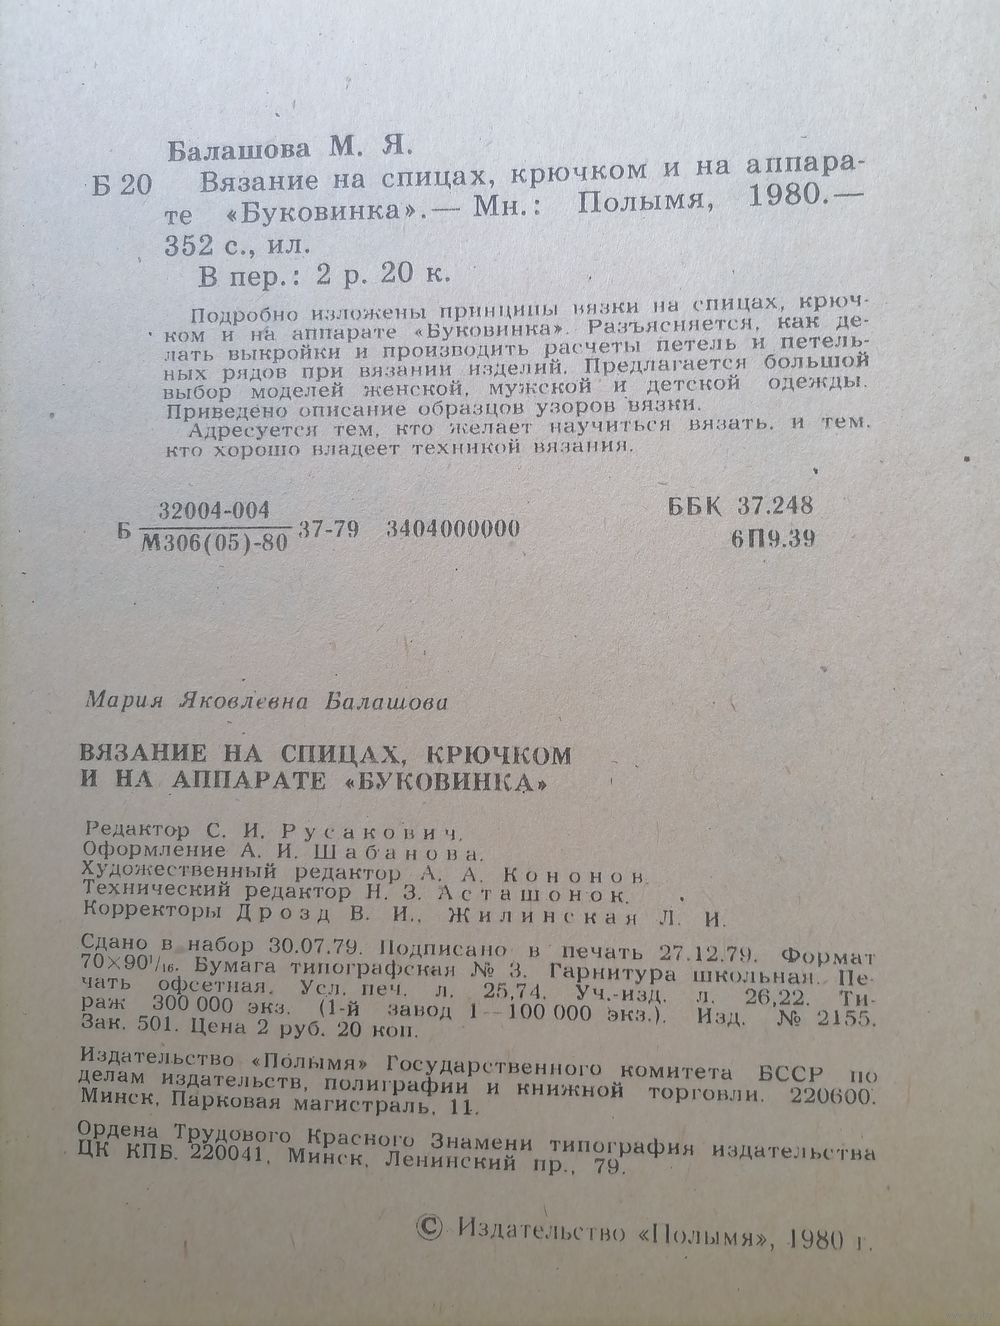 Балашова М. Я.
Б 20 Вязание на спицах, крючком и на аппара-
те «Буковинка».— Мн.: Полымя, 1980.—
352 с., ил.
В пер.: 2 р. 20 к.
Подробно изложены принципы вязки на спицах, крюч-
ком и на аппарате «Буковинка». Разъясняется, как де-
лать выкройки и производить расчеты петель и петель-
ных рядов при вязании изделий. Предлагается большой
выбор моделей женской, мужской и детской одежды.
Приведено описание образцов узоров вязки.
Адресуется тем, кто желает научиться вязать, и тем,
кто хорошо владеет техникой вязания.
32004-004
Б М306(05)-80 37-79 3404000000
ББК 37.248
6П9.39
Мария Яковлевна Балашова
ВЯЗАНИЕ НА СПИЦАХ, КРЮЧКОМ
И НА АППАРАТЕ «БУКОВИНКА»
Редактор С. И. Русакович.
Оформление А. И. Шабанова.
Художественный редактор А. А. Кононов.
Технический редактор Н. З. Асташонок.
Корректоры Дрозд В. И., Жилинская Л. И.
Сдано в набор 30.07.79. Подписано в печать 27.12.79. Формат
70×90¹/₁₆. Бумага типографская № 3. Гарнитура школьная. Пе-
чать офсетная. Усл. печ. л. 25,74. Уч.-изд. л. 26,22. Ти-
раж 300 000 экз. (1-й завод 1—100 000 экз.). Изд. № 2155.
Зак. 501. Цена 2 руб. 20 коп.
Издательство «Полымя» Государственного комитета БССР по
делам издательств, полиграфии и книжной торговли. 220600.
Минск, Парковая магистраль, 11.
Ордена Трудового Красного Знамени типография издательства
ЦК КПБ. 220041, Минск, Ленинский пр., 79.
© Издательство «Полымя», 1980 г.